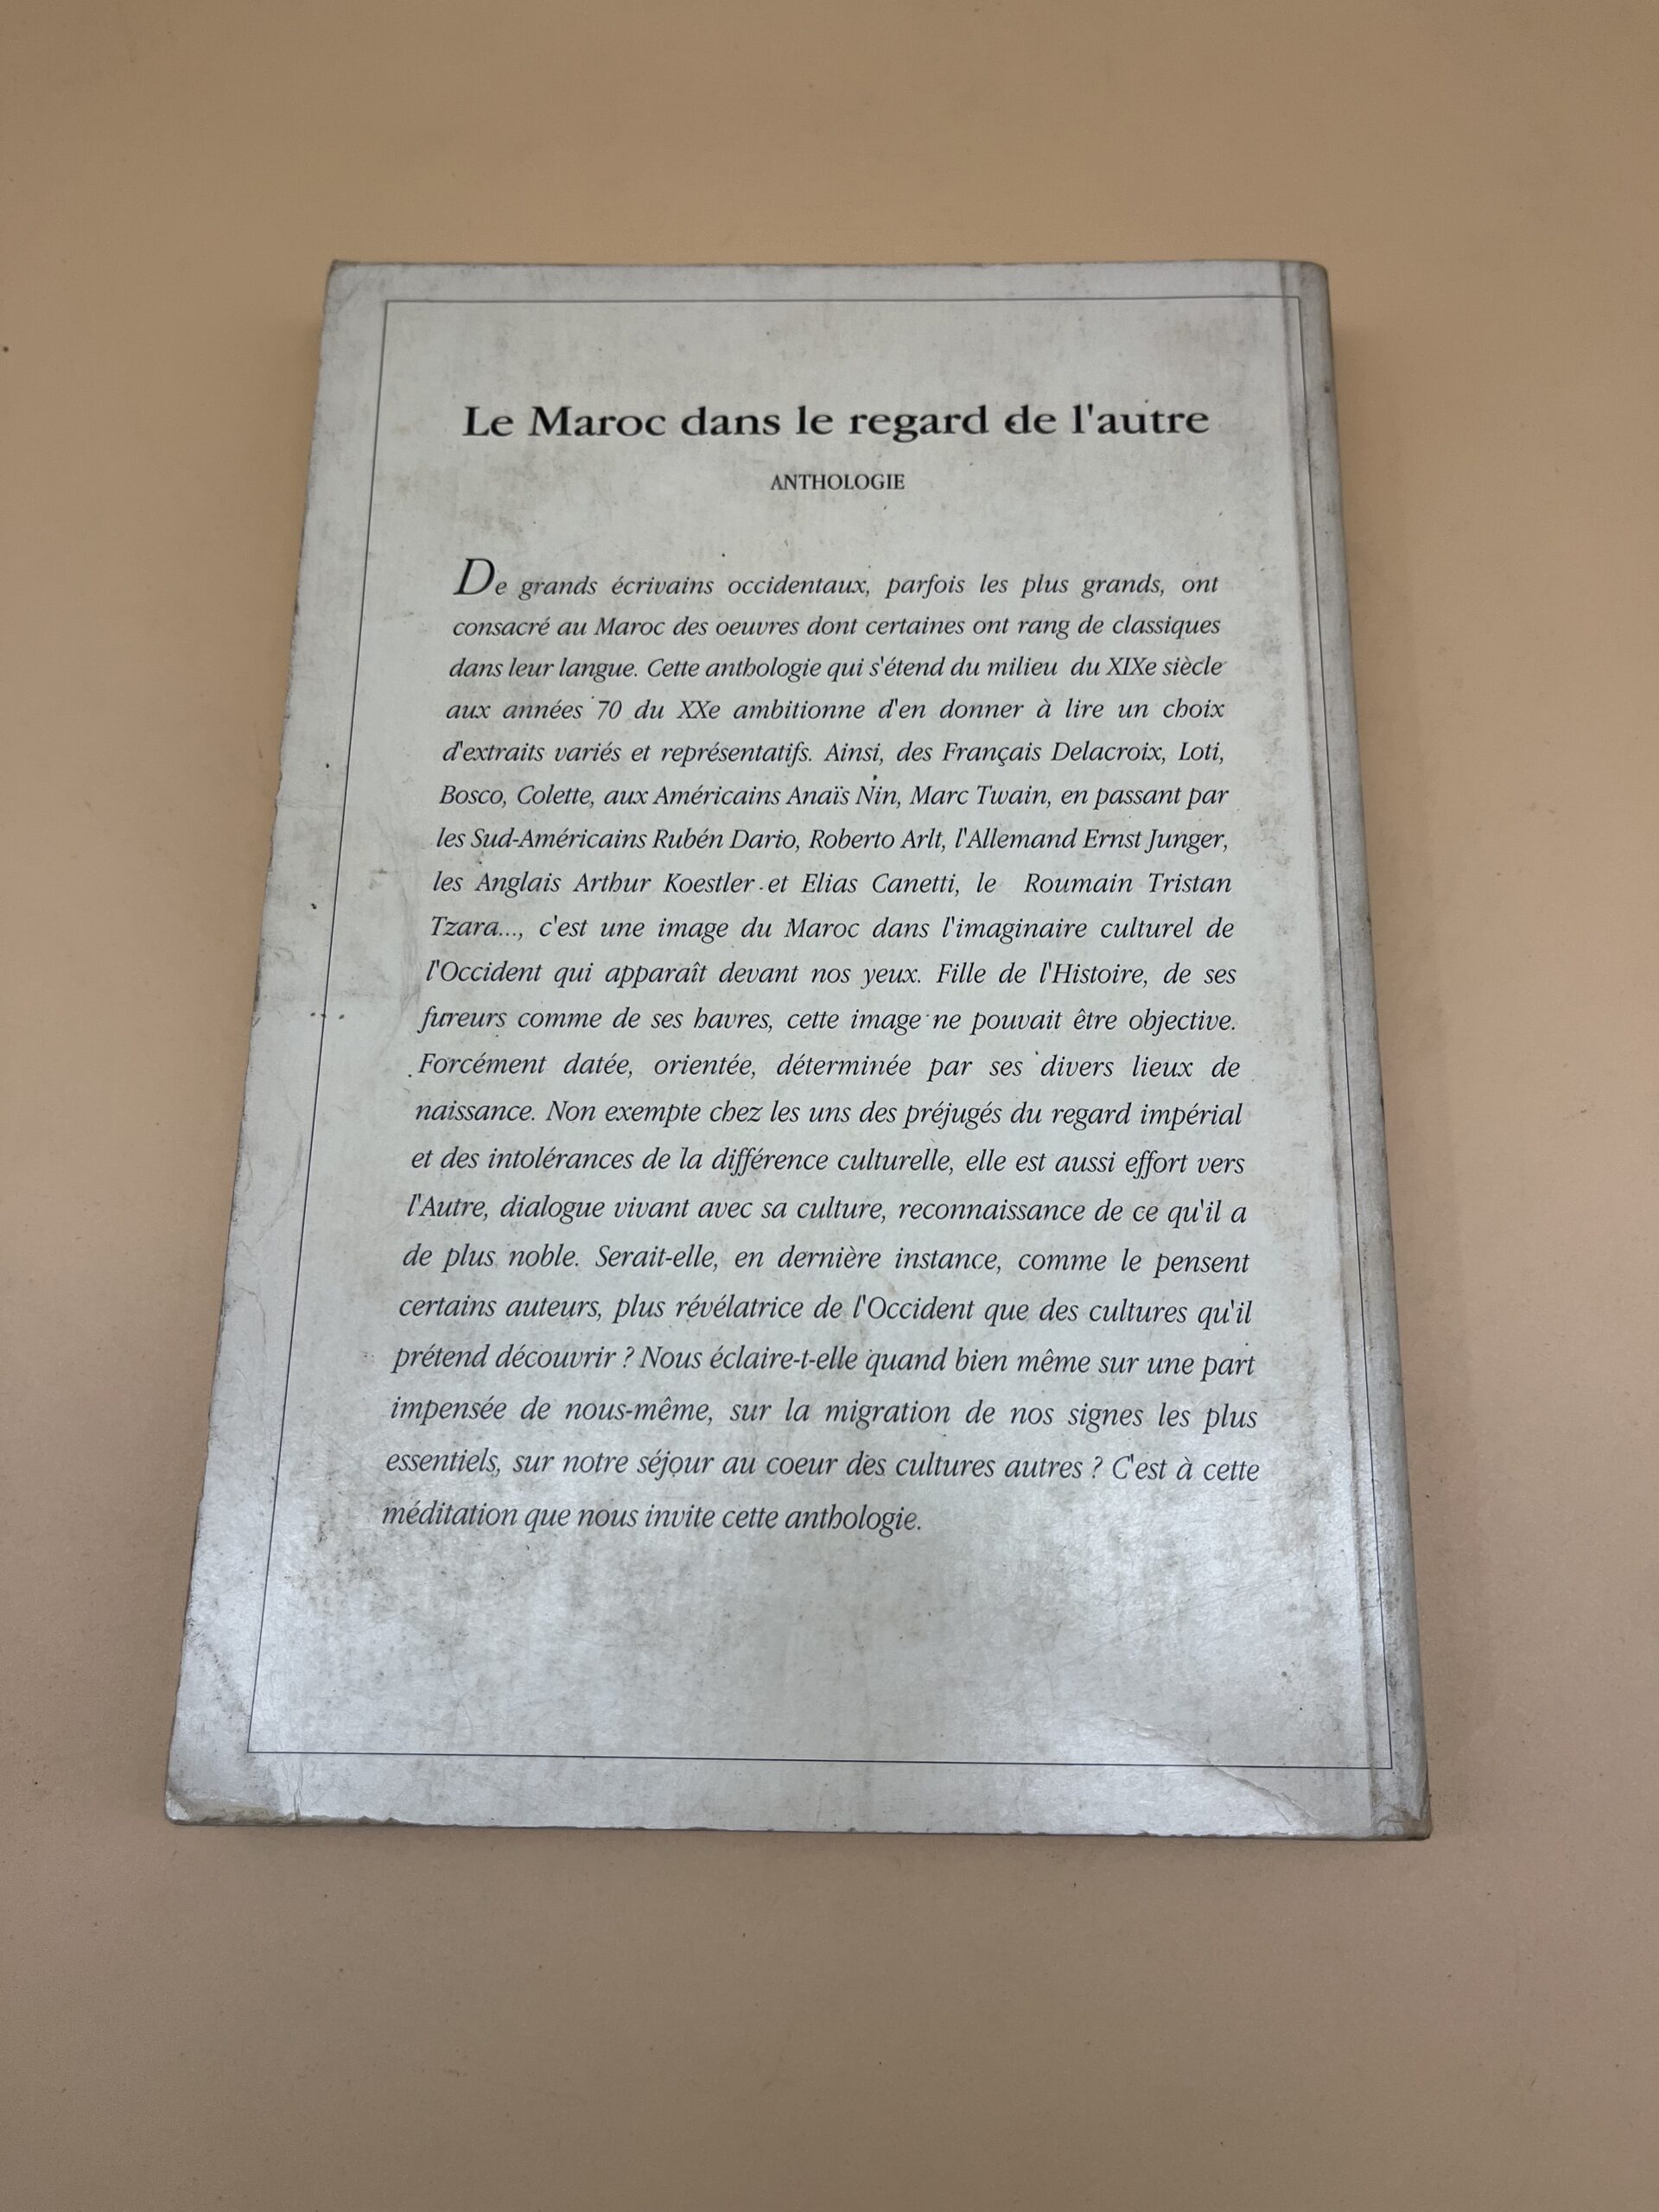 Le Maroc dans le regard de l'autre
ANTHOLOGIE
De grands écrivains occidentaux, parfois les plus grands, ont
consacré au Maroc des oeuvres dont certaines ont rang de classiques
dans leur langue. Cette anthologie qui s'étend du milieu du XIXe siècle
aux années 70 du XXe ambitionne d'en donner à lire un choix
d'extraits variés et représentatifs. Ainsi, des Français Delacroix, Loti,
Bosco, Colette, aux Américains Anaïs Nin, Marc Twain, en passant par
les Sud-Américains Rubén Dario, Roberto Arlt, l'Allemand Ernst Junger,
les Anglais Arthur Koestler et Elias Canetti, le Roumain Tristan
Tzara..., c'est une image du Maroc dans l'imaginaire culturel de
l'Occident qui apparaît devant nos yeux. Fille de l'Histoire, de ses
fureurs comme de ses havres, cette image ne pouvait être objective.
Forcément datée, orientée, déterminée par ses divers lieux de
naissance. Non exempte chez les uns des préjugés du regard impérial
et des intolérances de la différence culturelle, elle est aussi effort vers
l'Autre, dialogue vivant avec sa culture, reconnaissance de ce qu'il a
de plus noble. Serait-elle, en dernière instance, comme le pensent
certains auteurs, plus révélatrice de l'Occident que des cultures qu'il
prétend découvrir ? Nous éclaire-t-elle quand bien même sur une part
impensée de nous-même, sur la migration de nos signes les plus
essentiels, sur notre séjour au coeur des cultures autres ? C'est à cette
méditation que nous invite cette anthologie.